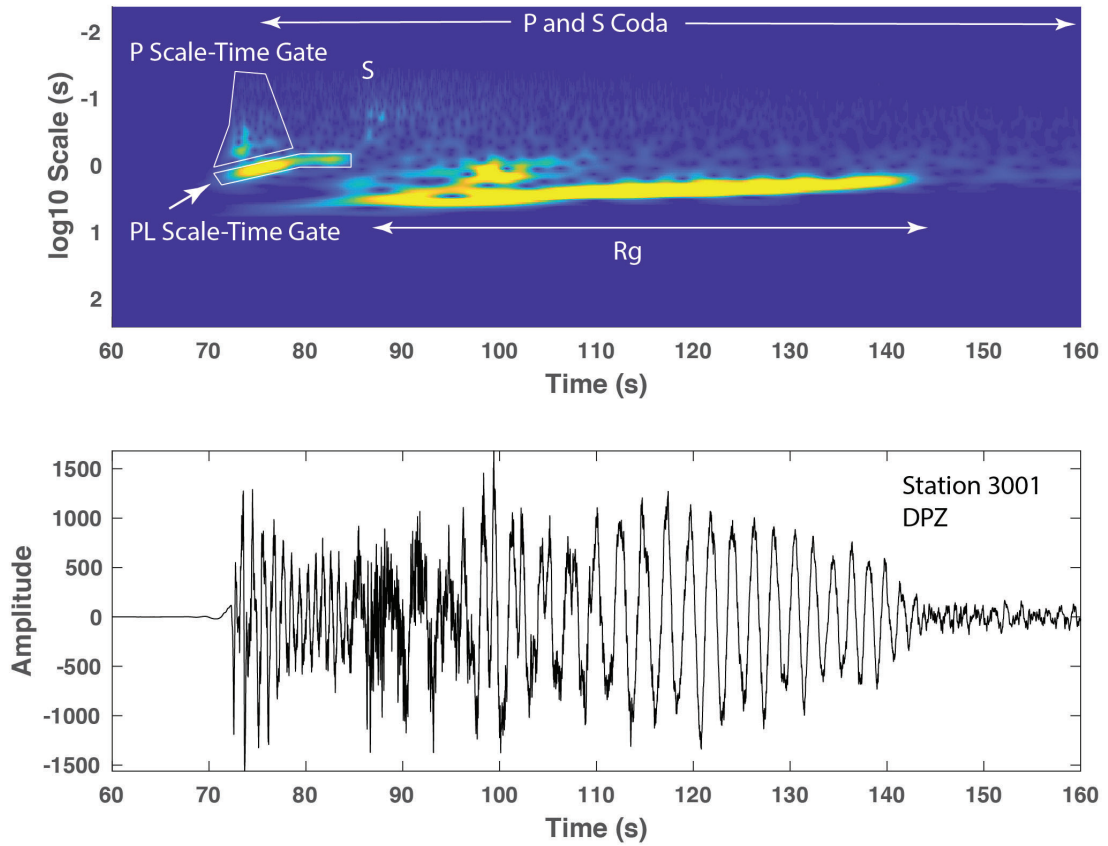 P and S Coda
-2
P Scale-Time Gate
S
-1
0
log10 Scale (s)
PL Scale-Time Gate
1
Rg
2
60 70 80 90 100 110 120 130 140 150 160
Time (s)
1500
Station 3001
1000
DPZ
500
0
Amplitude
-500
-1000
-1500
60 70 80 90 100 110 120 130 140 150 160
Time (s)